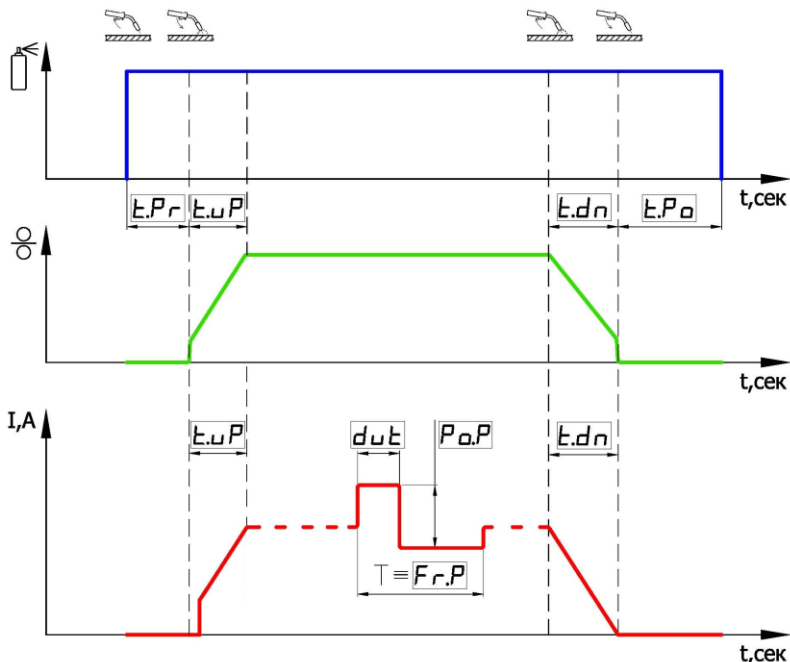 t,сек
t.Pr t.uP t.dn t.Po
t,сек
I,A
t.uP dut Po.P t.dn
T ≡ Fr.P
t,сек